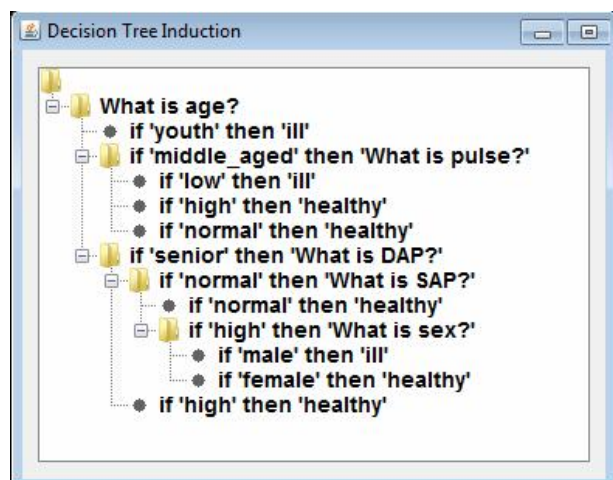 Decision Tree Induction
What is age?
if 'youth' then 'ill'
if 'middle_aged' then 'What is pulse?'
if 'low' then 'ill'
if 'high' then 'healthy'
if 'normal' then 'healthy'
if 'senior' then 'What is DAP?'
if 'normal' then 'What is SAP?'
if 'normal' then 'healthy'
if 'high' then 'What is sex?'
if 'male' then 'ill'
if 'female' then 'healthy'
if 'high' then 'healthy'